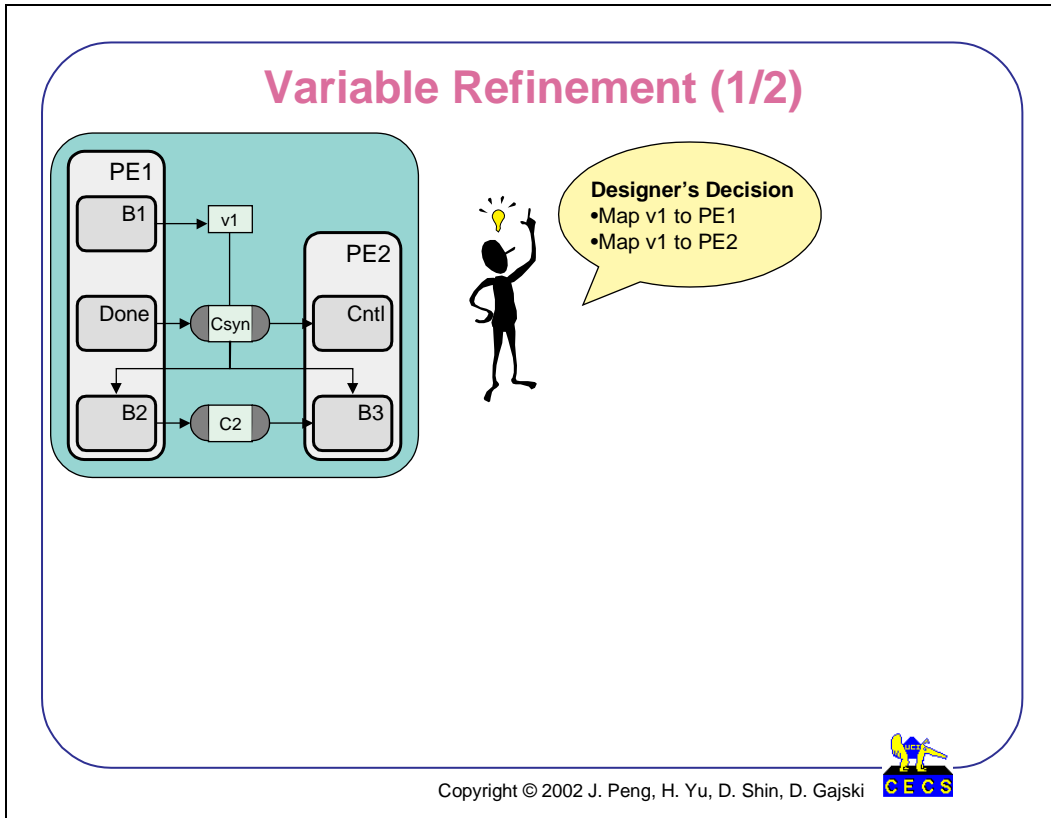 Variable Refinement (1/2)
PE1
B1
v1
PE2
Done
Csyn
Cntl
B2
C2
B3
Designer's Decision
•Map v1 to PE1
•Map v1 to PE2
UCI
CECS
Copyright © 2002 J. Peng, H. Yu, D. Shin, D. Gajski